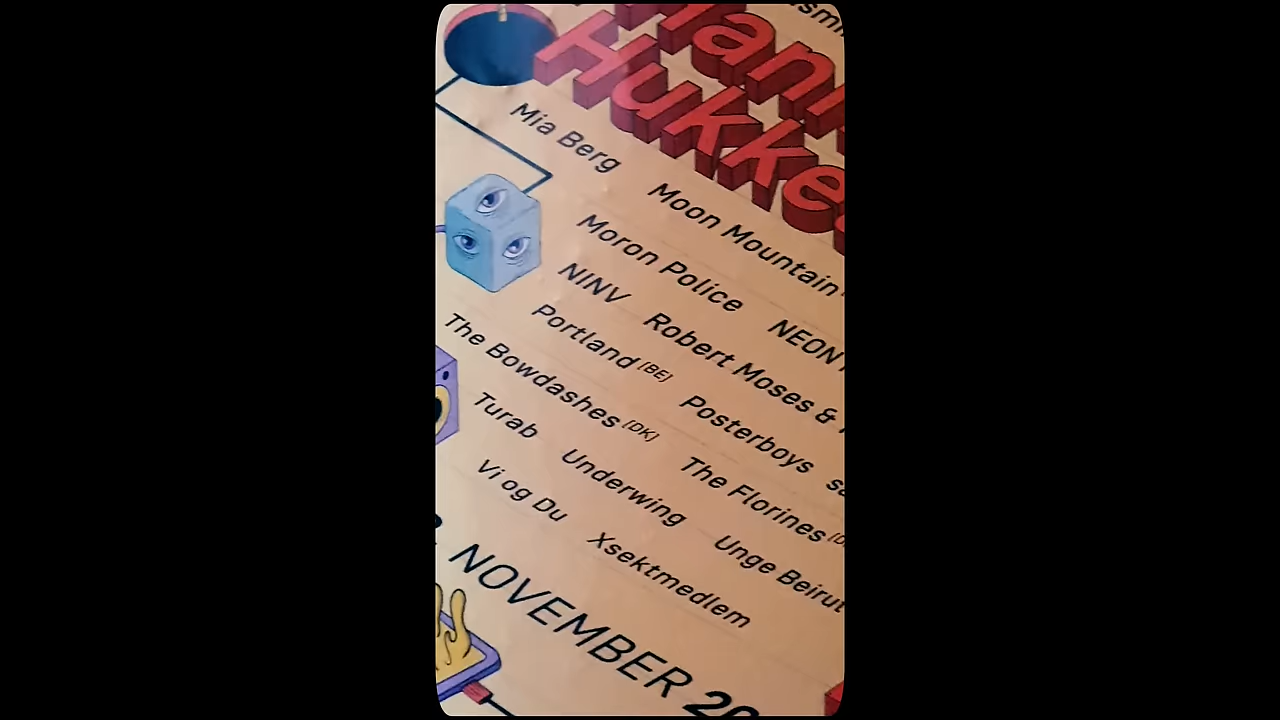 Hukke
Mia Berg Moon Mountain
Moron Police NEON
NINV Robert Moses &
Portland [BE] Posterboys
The Bowdashes [DK] The Florines
Turab Underwing Unge Beirut
Vi og Du Xsektmedlem
NOVEMBER 20